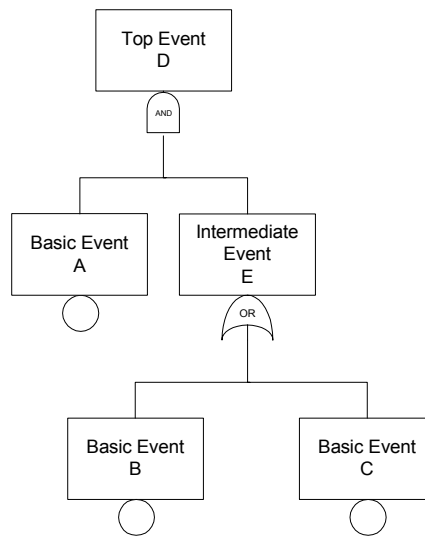 Top Event
D
AND
Basic Event
A
Intermediate
Event
E
OR
Basic Event
B
Basic Event
C